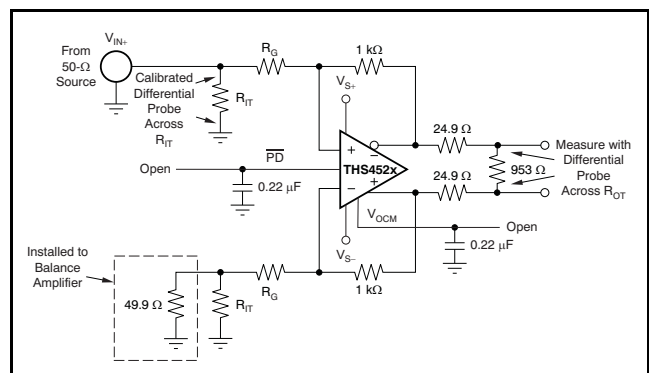 V_IN+
From
50-Ω
Source
Calibrated
Differential
Probe
Across
R_IT
R_IT
R_G
1 kΩ
V_S+
PD
Open
0.22 µF
+
−
THS452x
−
+
V_OCM
V_S−
24.9 Ω
24.9 Ω
953 Ω
Measure with
Differential
Probe
Across R_OT
Open
0.22 µF
Installed to
Balance
Amplifier
49.9 Ω
R_IT
R_G
1 kΩ